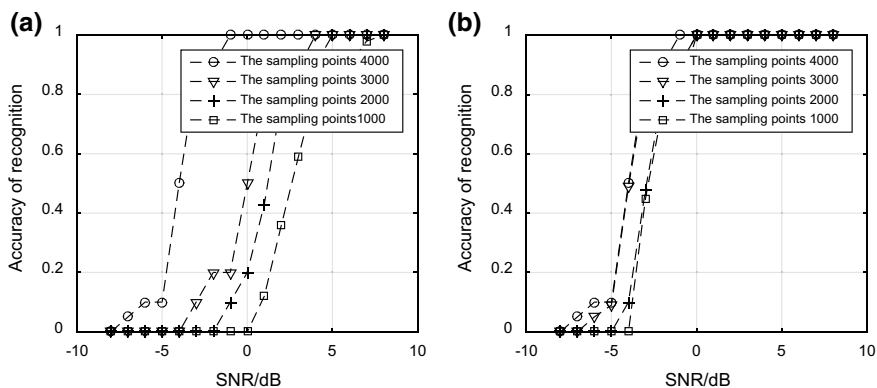 (a)
1
0.8
0.6
0.4
0.2
0
Accuracy of recognition
-10
-5
0
5
10
SNR/dB
The sampling points 4000
The sampling points 3000
The sampling points 2000
The sampling points1000
(b)
1
0.8
0.6
0.4
0.2
0
Accuracy of recognition
-10
-5
0
5
10
SNR/dB
The sampling points 4000
The sampling points 3000
The sampling points 2000
The sampling points 1000